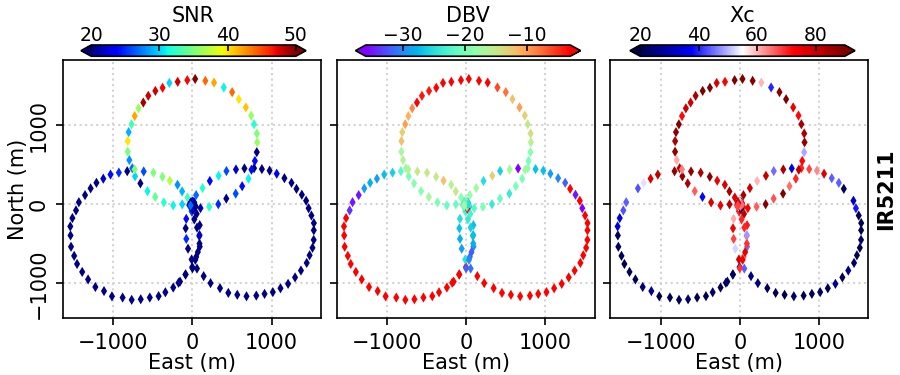 SNR
20 30 40 50
DBV
−30 −20 −10
Xc
20 40 60 80
North (m)
1000
0
−1000
−1000 0 1000
East (m)
−1000 0 1000
East (m)
−1000 0 1000
East (m)
IR5211